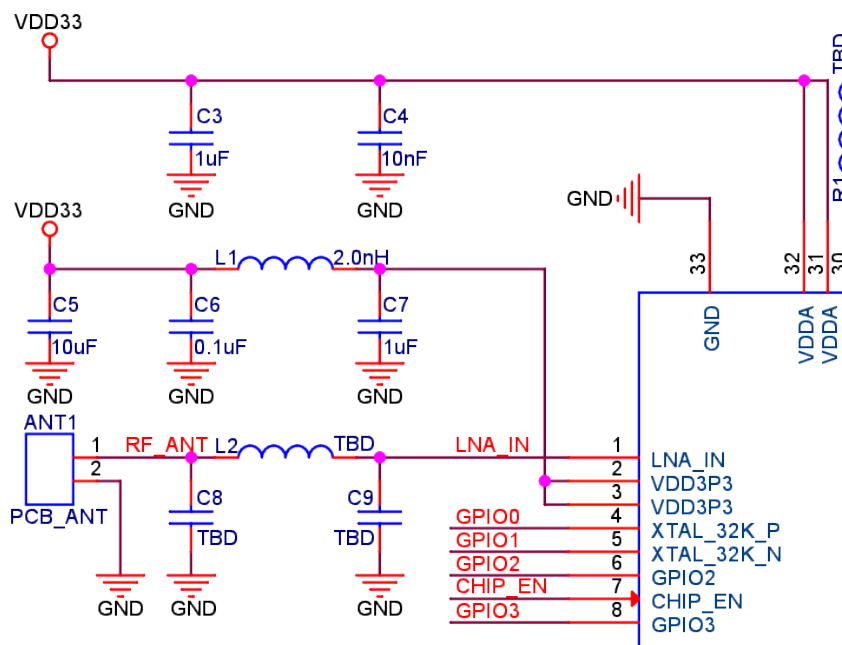 VDD33
TBD
C3
C4
1uF
10nF
R1
GND
GND
GND
VDD33
33
32
31
30
L1
2.0nH
C5
C6
C7
10uF
0.1uF
1uF
GND
VDDA
VDDA
GND
GND
GND
ANT1
1
RF_ANT
L2
TBD
LNA_IN
1
LNA_IN
2
2
VDD3P3
C8
C9
3
VDD3P3
PCB_ANT
GPIO0
4
XTAL_32K_P
TBD
TBD
GPIO1
5
XTAL_32K_N
GPIO2
6
GPIO2
CHIP_EN
7
CHIP_EN
GND
GND
GND
GPIO3
8
GPIO3